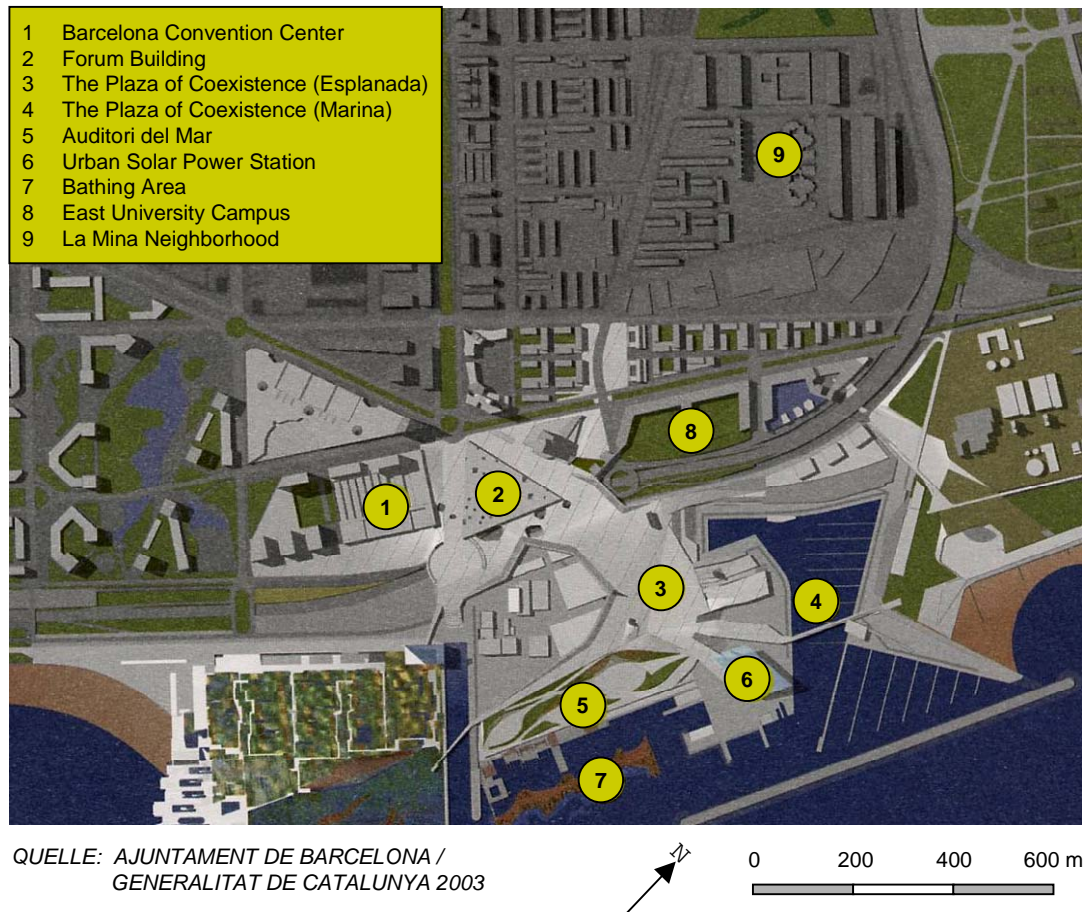 1 Barcelona Convention Center
2 Forum Building
3 The Plaza of Coexistence (Esplanada)
4 The Plaza of Coexistence (Marina)
5 Auditori del Mar
6 Urban Solar Power Station
7 Bathing Area
8 East University Campus
9 La Mina Neighborhood
9
8
1
2
3
4
6
5
7
QUELLE: AJUNTAMENT DE BARCELONA /
GENERALITAT DE CATALUNYA 2003
N
0 200 400 600 m